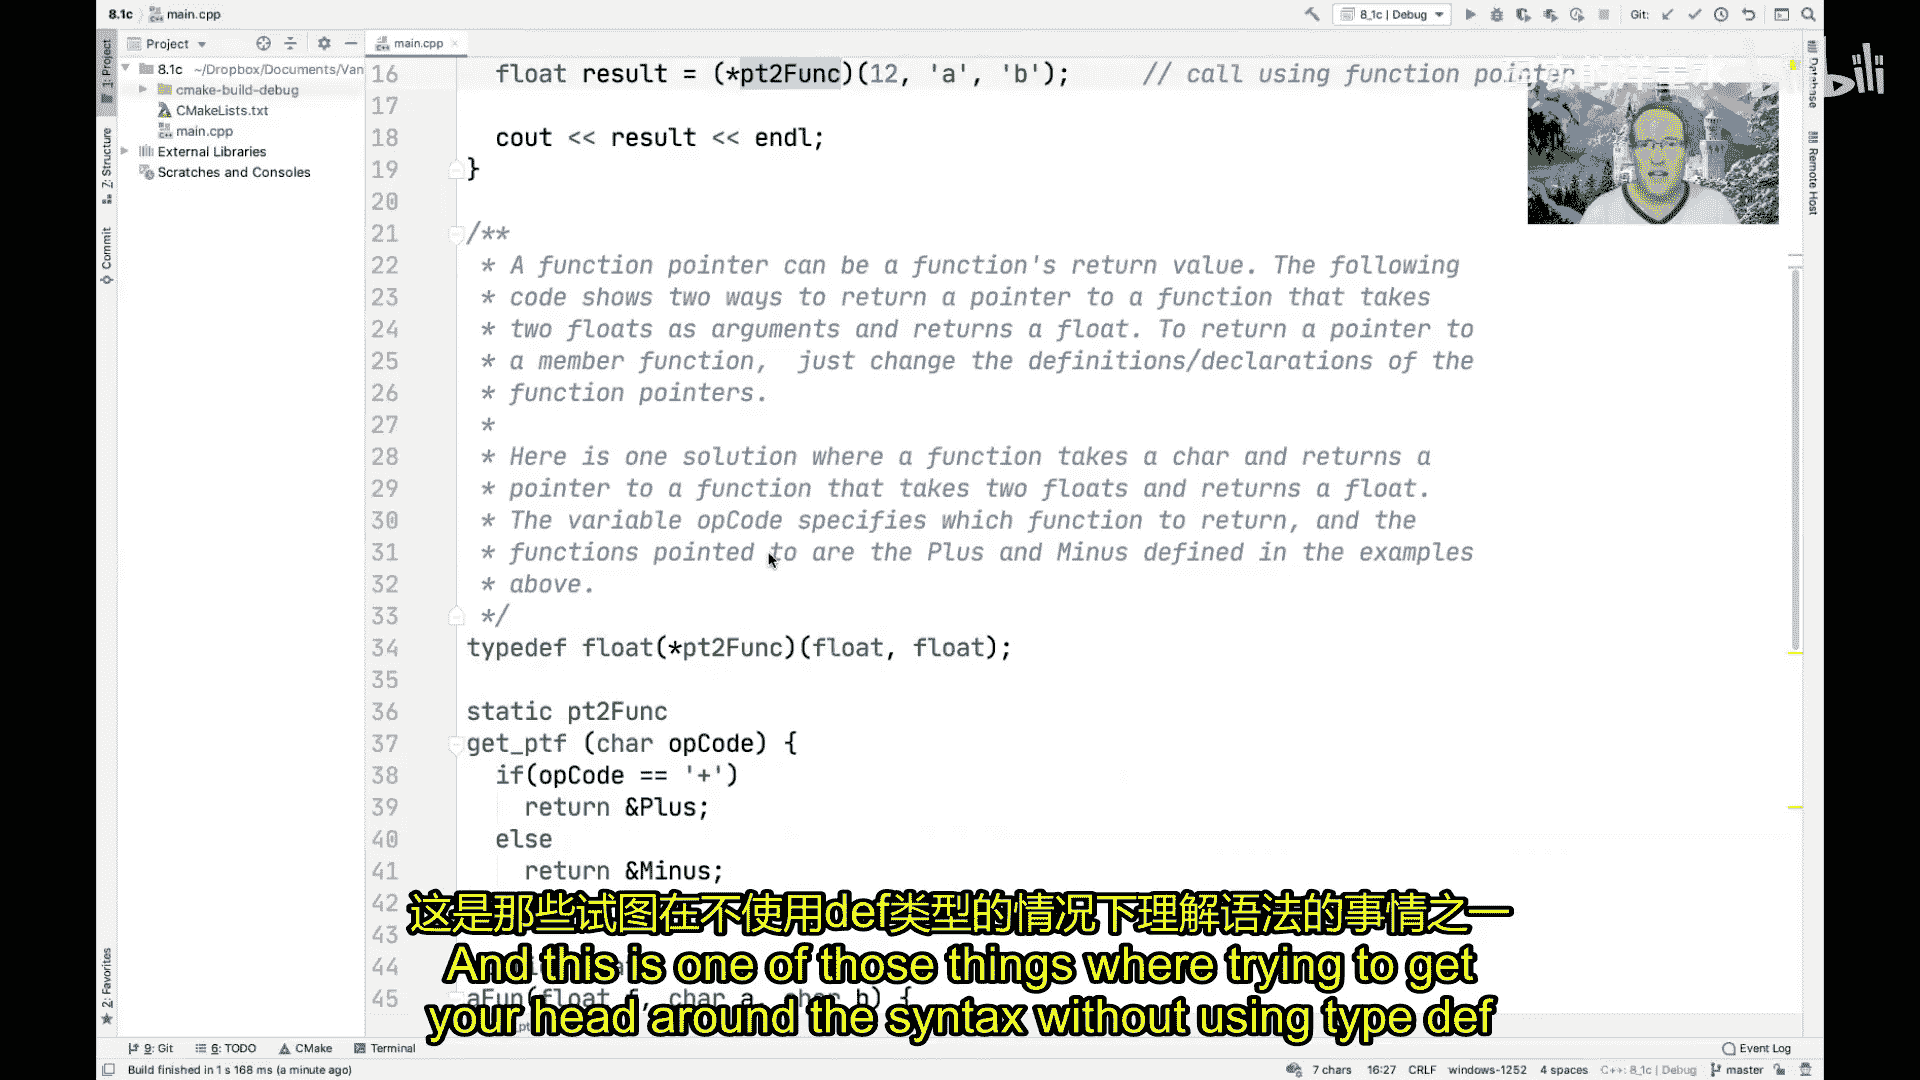 8.1c main.cpp
8_1c | Debug
Git:
Project
main.cpp
1: Project
8.1c ~/Dropbox/Documents/Van
cmake-build-debug
CMakeLists.txt
main.cpp
External Libraries
Scratches and Consoles
Z: Structure
Commit
2: Favorites
Database
Remote Host
bili
16 float result = (*pt2Func)(12, 'a', 'b'); // call using function pointer
17
18 cout << result << endl;
19 }
20
21 /**
22 * A function pointer can be a function's return value. The following
23 * code shows two ways to return a pointer to a function that takes
24 * two floats as arguments and returns a float. To return a pointer to
25 * a member function, just change the definitions/declarations of the
26 * function pointers.
27 *
28 * Here is one solution where a function takes a char and returns a
29 * pointer to a function that takes two floats and returns a float.
30 * The variable opCode specifies which function to return, and the
31 * functions pointed to are the Plus and Minus defined in the examples
32 * above.
33 */
34 typedef float(*pt2Func)(float, float);
35
36 static pt2Func
37 get_ptf (char opCode) {
38 if(opCode == '+')
39 return &Plus;
40 else
41 return &Minus;
42
43
44
45 aFun(float f, char a, char b) {
这是那些试图在不使用def类型的情况下理解语法的事情之一
And this is one of those things where trying to get
your head around the syntax without using type def
9: Git 6: TODO CMake Terminal Event Log
Build finished in 1 s 168 ms (a minute ago) 7 chars 16:27 CRLF windows-1252 4 spaces C++: 8_1c | Debug master